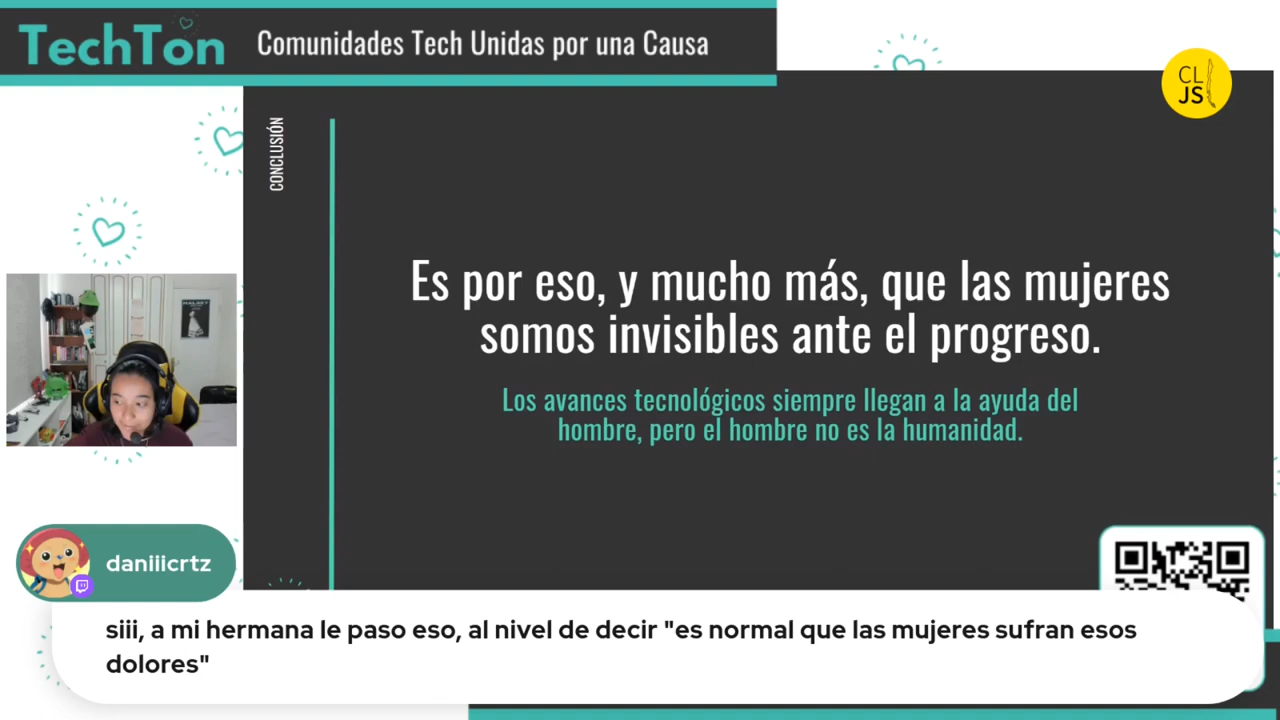 TechTon
Comunidades Tech Unidas por una Causa
CL
JS
CONCLUSIÓN
Es por eso, y mucho más, que las mujeres
somos invisibles ante el progreso.
Los avances tecnológicos siempre llegan a la ayuda del
hombre, pero el hombre no es la humanidad.
daniiicrtz
siii, a mi hermana le paso eso, al nivel de decir "es normal que las mujeres sufran esos
dolores"